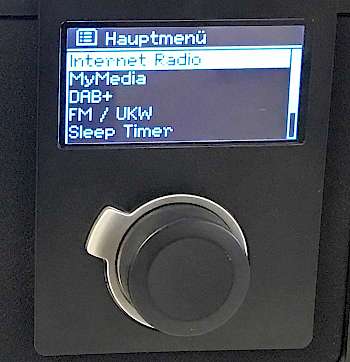 Hauptmenü
Internet Radio
MyMedia
DAB+
FM / UKW
Sleep Timer